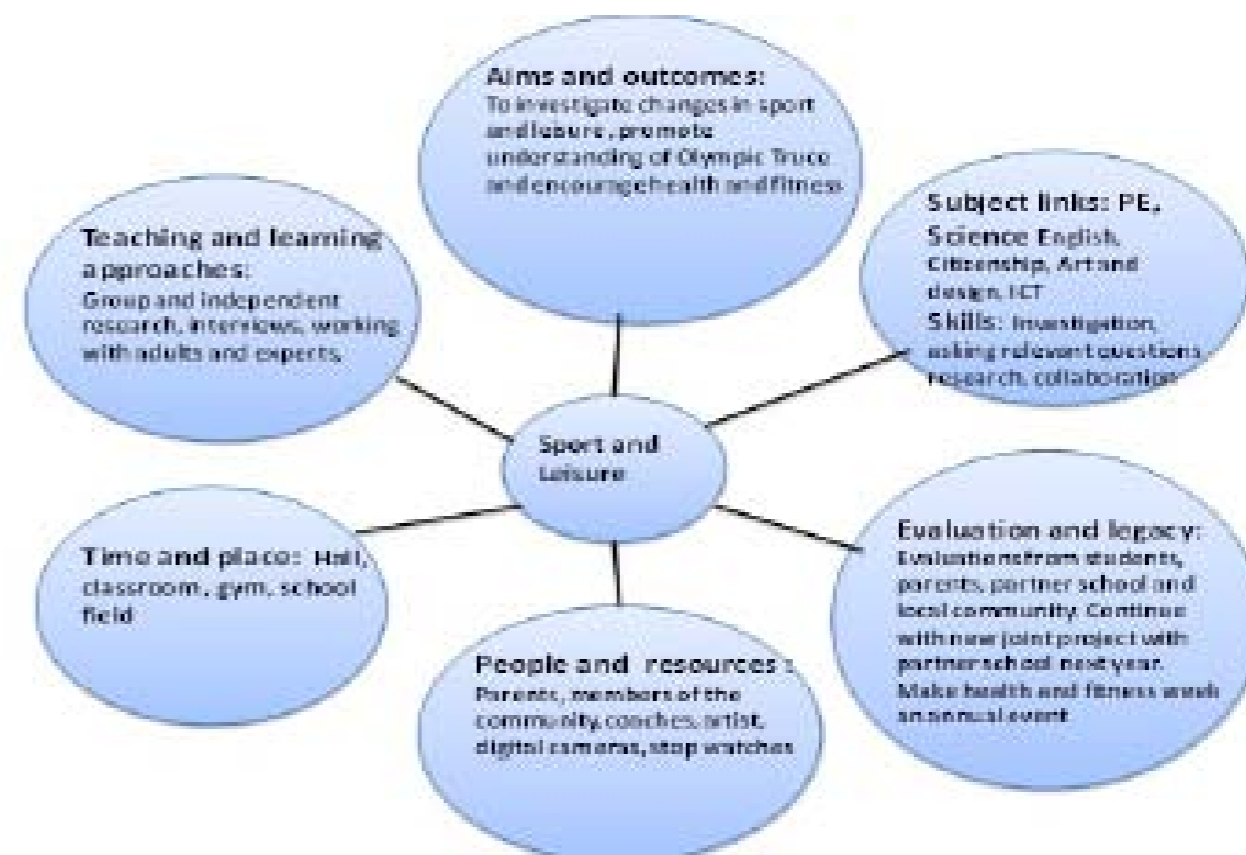 Aims and outcomes:
To investigate changes in sport
and leisure, promote
understanding of Olympic Truce
and encourage health and fitness
Subject links: PE,
Science English,
Citizenship, Art and
design, ICT
Skills: Investigation,
asking relevant questions,
research, collaboration
Teaching and learning
approaches:
Group and independent
research, interviews, working
with adults and experts.
Sport and
Leisure
Time and place: Hall,
classroom, gym, school
field
People and resources:
Parents, members of the
community, coaches, artist,
digital cameras, stop watches
Evaluation and legacy:
Evaluations from students,
parents, partner school and
local community. Continue
with new joint project with
partner school next year.
Make health and fitness week
an annual event